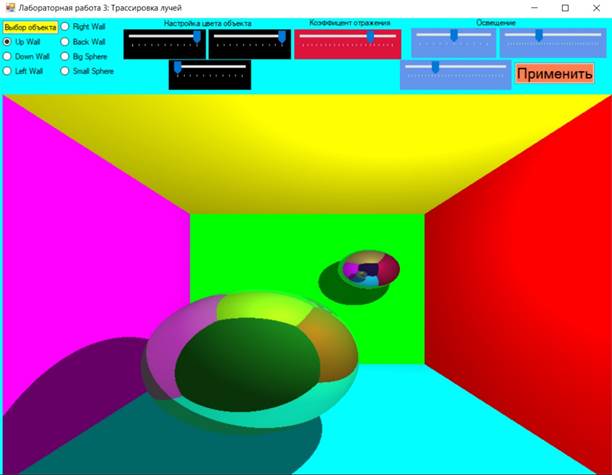 Лабораторная работа 3: Трассировка лучей
Выбор объекта
Up Wall
Down Wall
Left Wall
Right Wall
Back Wall
Big Sphere
Small Sphere
Настройка цвета объекта
Коэффицент отражения
Освещение
Применить